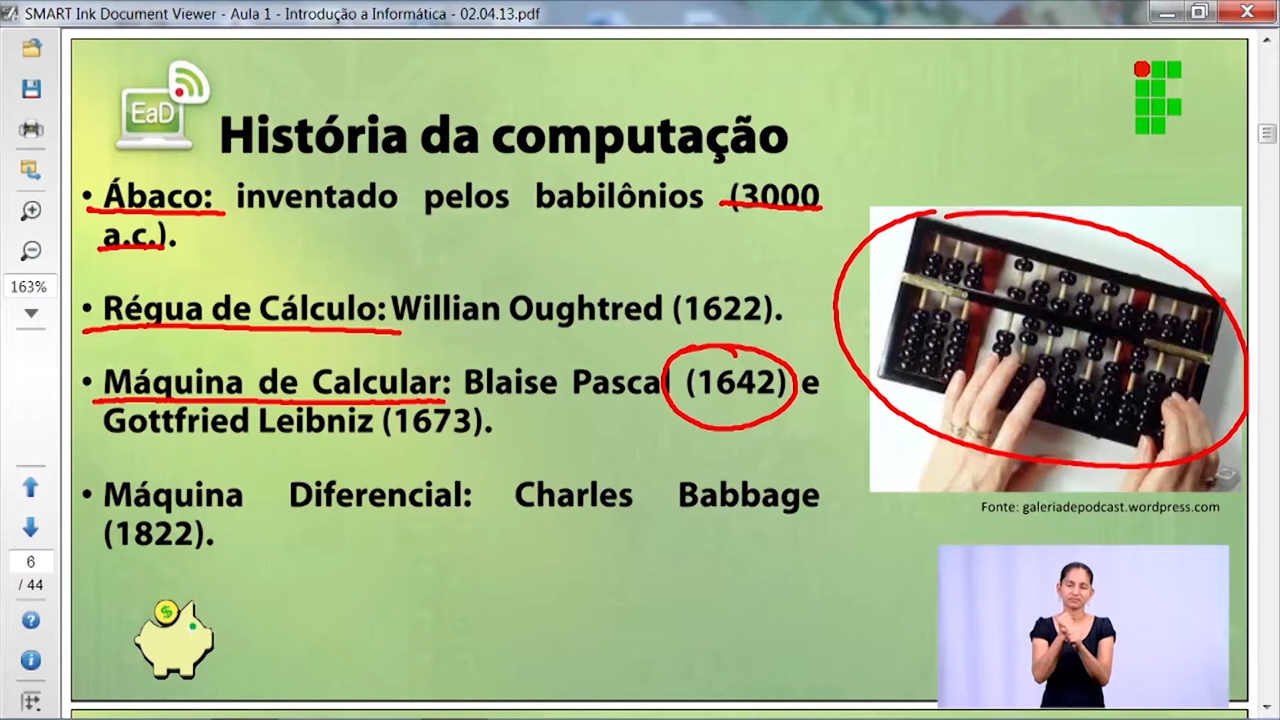 SMART Ink Document Viewer - Aula 1 - Introdução a Informática - 02.04.13.pdf
EaD
História da computação
• Ábaco: inventado pelos babilônios (3000
a.c.).
163%
• Régua de Cálculo: Willian Oughtred (1622).
• Máquina de Calcular: Blaise Pascal (1642) e
Gottfried Leibniz (1673).
• Máquina Diferencial: Charles Babbage
(1822).
Fonte: galeriadepodcast.wordpress.com
6
/ 44
$